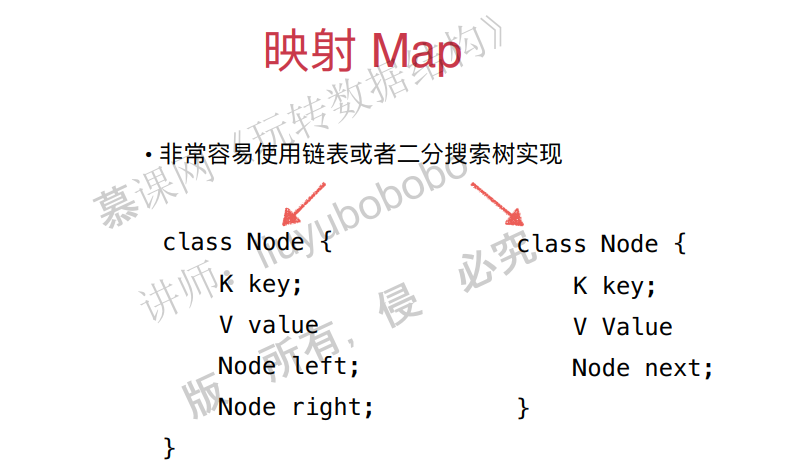 映射 Map
• 非常容易使用链表或者二分搜索树实现
class Node {
K key;
V value
Node left;
Node right;
}
class Node {
K key;
V Value
Node next;
}
慕课网《玩转数据结构》
讲师：liuyubobobo
版 所有，侵 必究